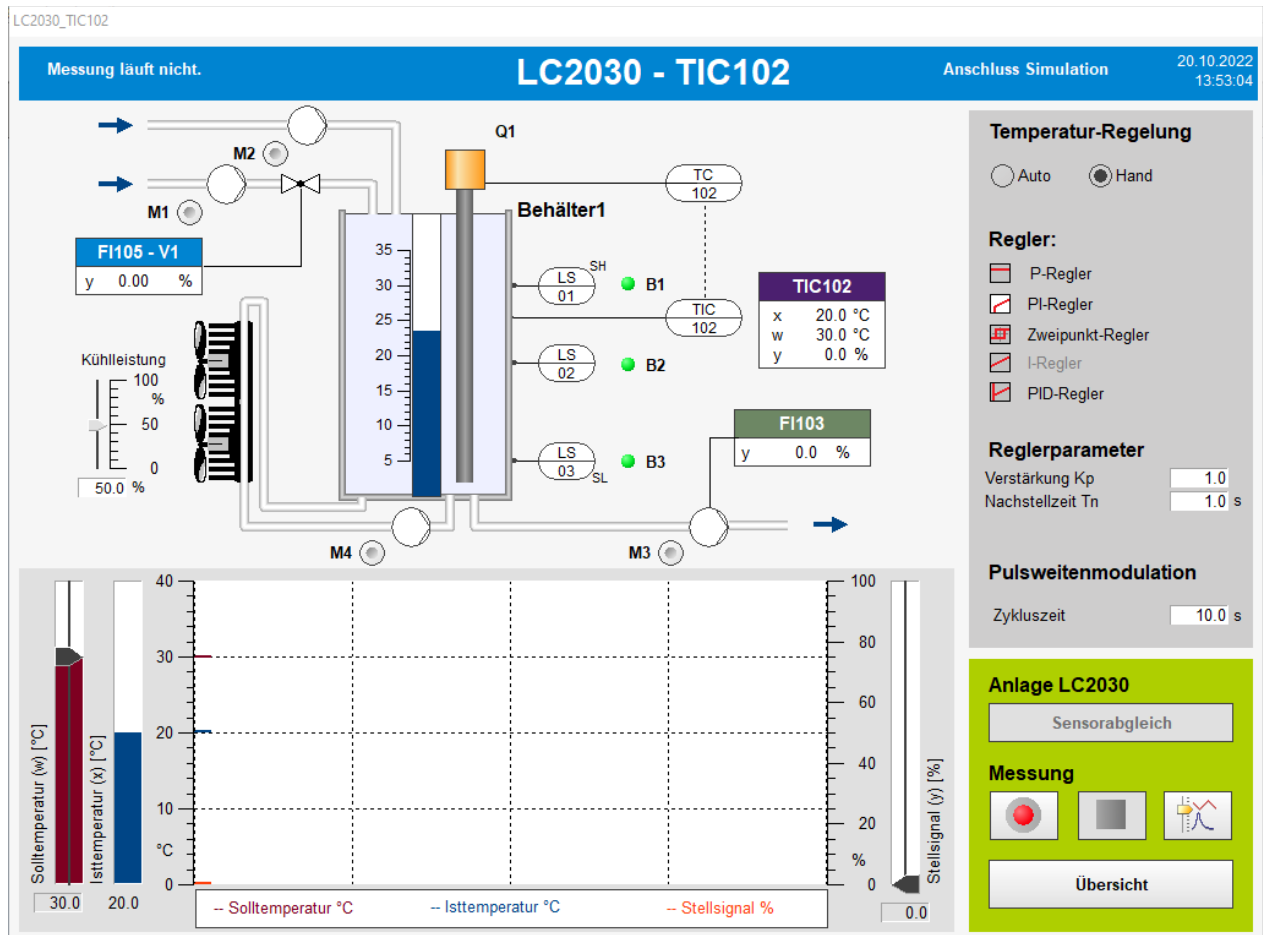 LC2030_TIC102
Messung läuft nicht.
LC2030 - TIC102
Anschluss Simulation
20.10.2022
13:53:04
M2
M1
FI105 - V1
y 0.00 %
Q1
Behälter1
TC
102
35
30
25
20
15
10
5
LS
01
SH
B1
TIC
102
LS
02
B2
LS
03
SL
B3
TIC102
x 20.0 °C
w 30.0 °C
y 0.0 %
FI103
y 0.0 %
Kühlleistung
100
%
50
0
50.0 %
M4
M3
Temperatur-Regelung
Auto
Hand
Regler:
P-Regler
PI-Regler
Zweipunkt-Regler
I-Regler
PID-Regler
Reglerparameter
Verstärkung Kp 1.0
Nachstellzeit Tn 1.0 s
Pulsweitenmodulation
Zykluszeit 10.0 s
Solltemperatur (w) [°C]
30.0
Isttemperatur (x) [°C]
20.0
40
30
20
10
°C
0
100
80
60
40
20
%
0
Stellsignal (y) [%]
0.0
-- Solltemperatur °C
-- Isttemperatur °C
-- Stellsignal %
Anlage LC2030
Sensorabgleich
Messung
Übersicht